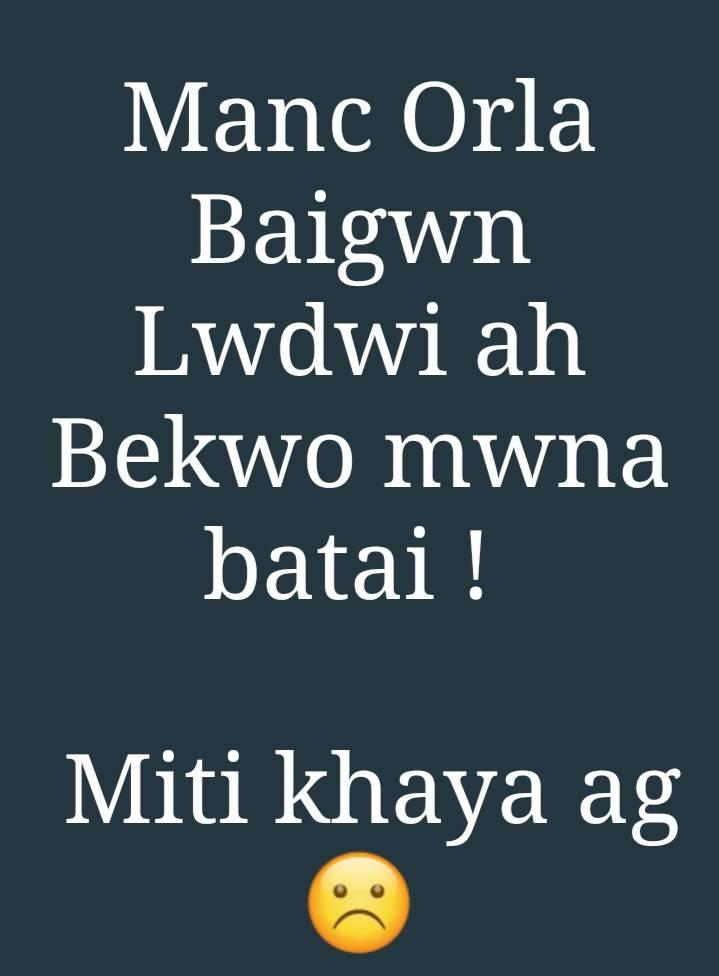 Manc Orla
Baigwn
Lwdwi ah
Bekwo mwna
batai !
Miti khaya ag
☹️